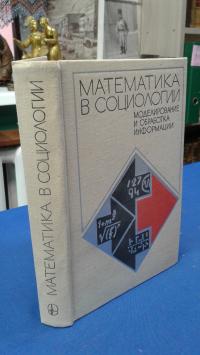 МАТЕМАТИКА
В СОЦИОЛОГИИ
МОДЕЛИРОВАНИЕ
И ОБРАБОТКА
ИНФОРМАЦИИ
МАТЕМАТИКА В СОЦИОЛОГИИ